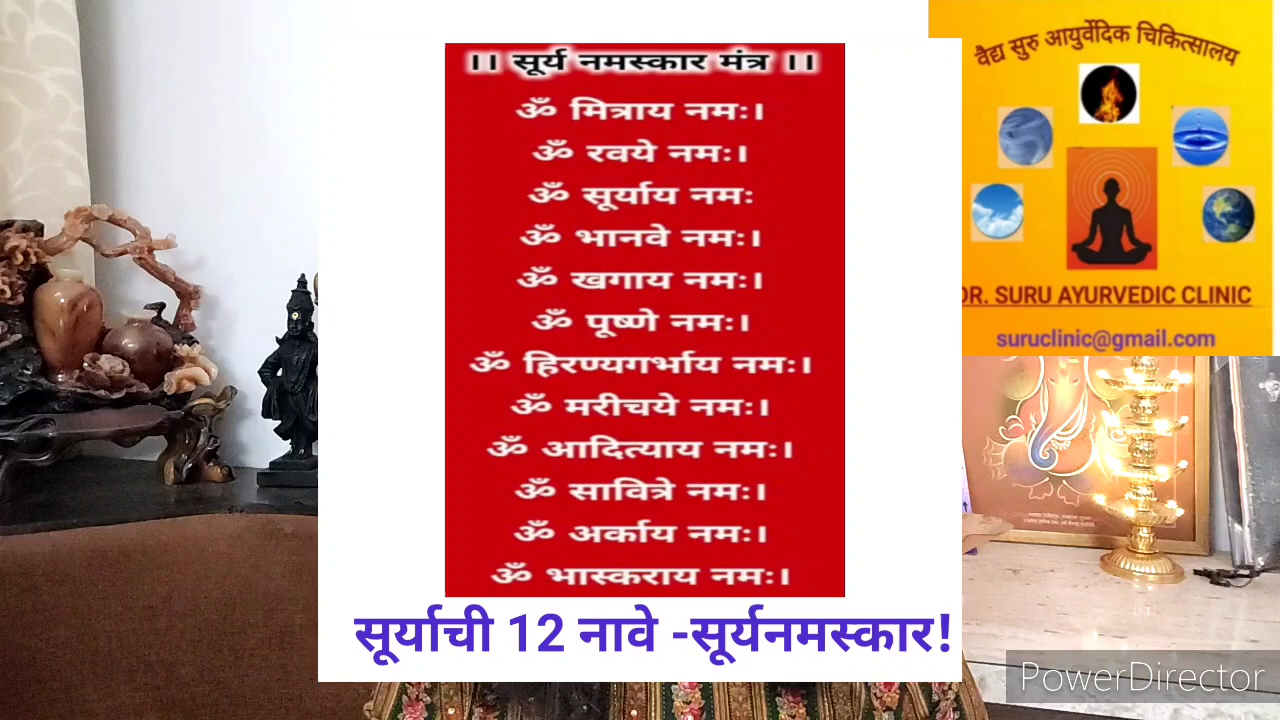 ।। सूर्य नमस्कार मंत्र ।।
ॐ मित्राय नमः।
ॐ रवये नमः।
ॐ सूर्याय नमः
ॐ भानवे नमः।
ॐ खगाय नमः।
ॐ पूष्णे नमः।
ॐ हिरण्यगर्भाय नमः।
ॐ मरीचये नमः।
ॐ आदित्याय नमः।
ॐ सावित्रे नमः।
ॐ अर्काय नमः।
ॐ भास्कराय नमः।
सूर्याची 12 नावे -सूर्यनमस्कार!
वैद्य सुरु आयुर्वेदिक चिकित्सालय
DR. SURU AYURVEDIC CLINIC
suruclinic@gmail.com
PowerDirector